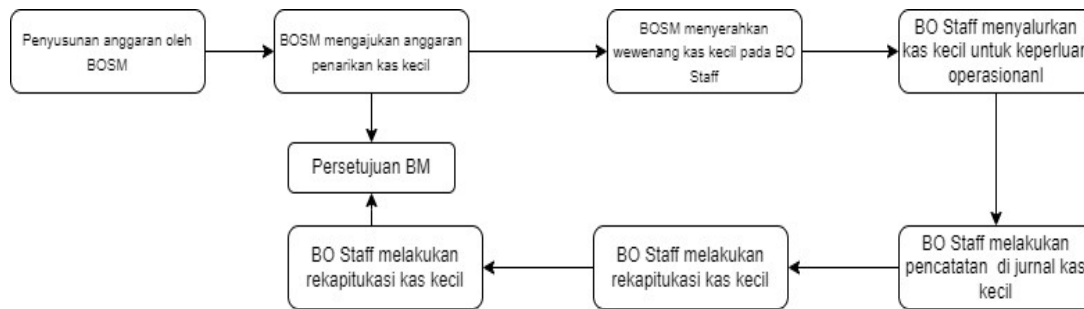 Penyusunan anggaran oleh
BOSM
BOSM mengajukan anggaran
penarikan kas kecil
BOSM menyerahkan
wewenang kas kecil pada BO
Staff
BO Staff menyalurkan
kas kecil untuk keperluan
operasionanl
Persetujuan BM
BO Staff melakukan
rekapitukasi kas kecil
BO Staff melakukan
rekapitukasi kas kecil
BO Staff melakukan
pencatatan di jurnal kas
kecil